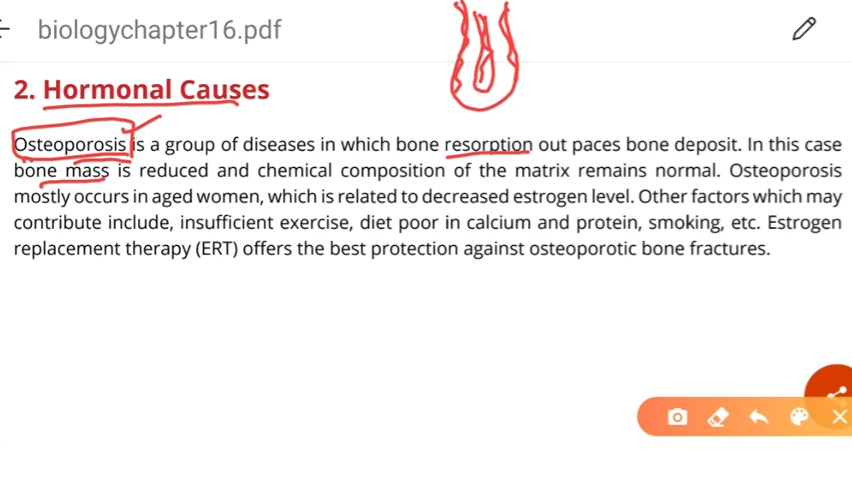 biologychapter16.pdf
2. Hormonal Causes
Osteoporosis is a group of diseases in which bone resorption out paces bone deposit. In this case
bone mass is reduced and chemical composition of the matrix remains normal. Osteoporosis
mostly occurs in aged women, which is related to decreased estrogen level. Other factors which may
contribute include, insufficient exercise, diet poor in calcium and protein, smoking, etc. Estrogen
replacement therapy (ERT) offers the best protection against osteoporotic bone fractures.